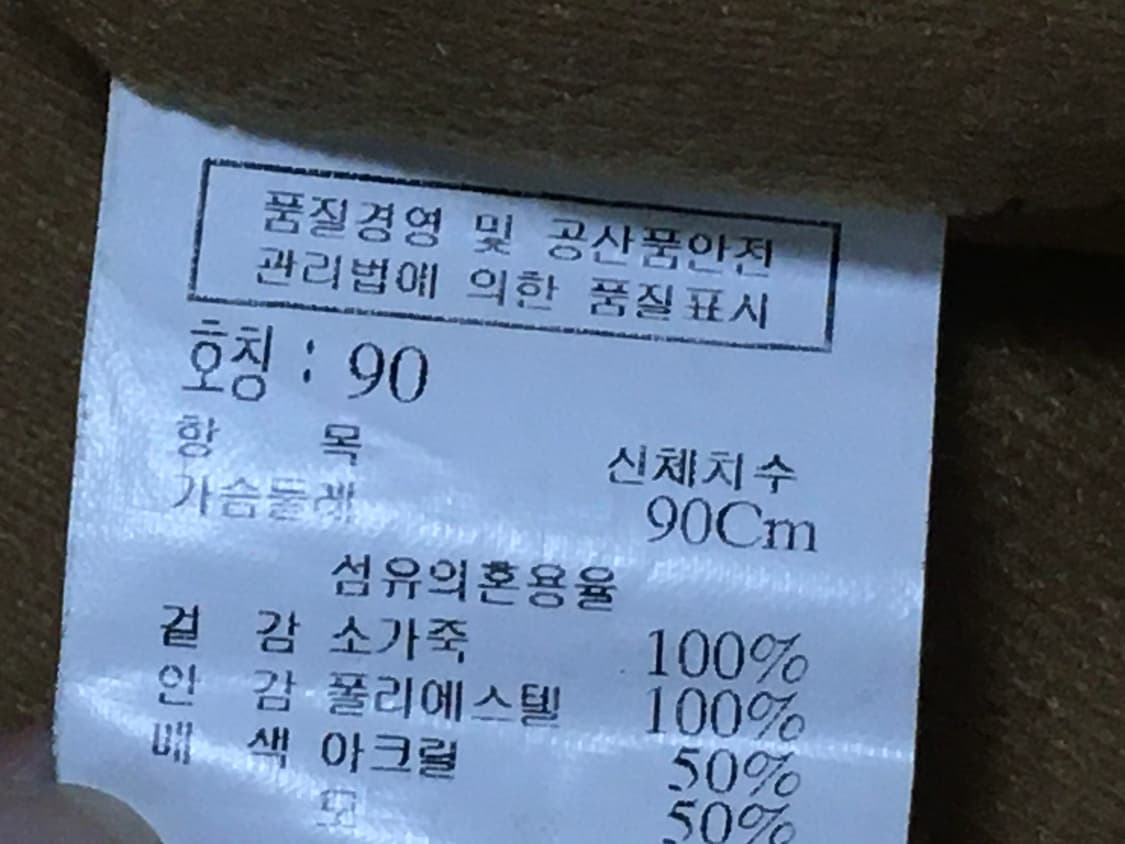 품질경영 및 공산품안전
관리법에 의한 품질표시
호칭 : 90
항 목 신체치수
가슴둘레 90Cm
섬유의혼용율
겉 감 소가죽 100%
안 감 폴리에스텔 100%
배 색 아크릴 50%
모 50%